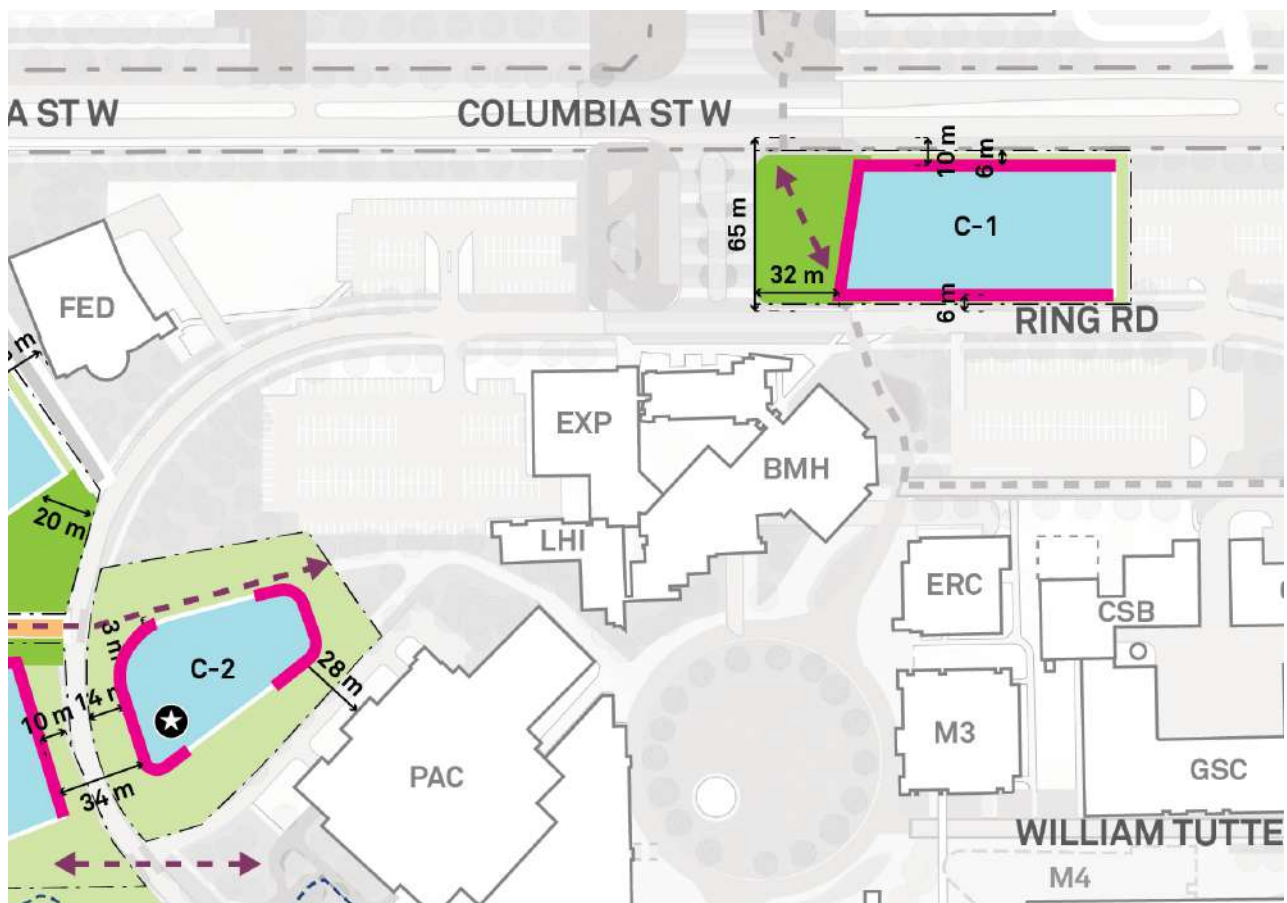 A ST W
COLUMBIA ST W
10 m
6 m
65 m
C-1
32 m
6 m
RING RD
FED
EXP
BMH
20 m
LHI
ERC
CSB
3 m
C-2
28 m
14
10 m
34 m
PAC
M3
GSC
WILLIAM TUTTE
M4